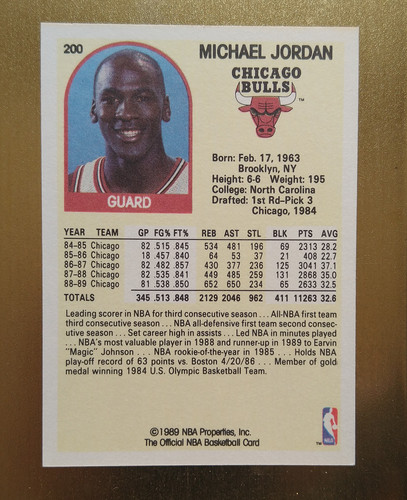 200
MICHAEL JORDAN
CHICAGO
BULLS
TM
GUARD
Born: Feb. 17, 1963
Brooklyn, NY
Height: 6-6 Weight: 195
College: North Carolina
Drafted: 1st Rd–Pick 3
Chicago, 1984
YEAR TEAM GP FG% FT% REB AST STL BLK PTS AVG
84-85 Chicago 82 .515 .845 534 481 196 69 2313 28.2
85-86 Chicago 18 .457 .840 64 53 37 21 408 22.7
86-87 Chicago 82 .482 .857 430 377 236 125 3041 37.1
87-88 Chicago 82 .535 .841 449 485 259 131 2868 35.0
88-89 Chicago 81 .538 .850 652 650 234 65 2633 32.5
TOTALS 345 .513 .848 2129 2046 962 411 11263 32.6
Leading scorer in NBA for third consecutive season . . . All-NBA first team
third consecutive season . . . NBA all-defensive first team second consec-
utive season . . . Set career high in assists . . . Led NBA in minutes played
. . . NBA's most valuable player in 1988 and runner-up in 1989 to Earvin
"Magic" Johnson . . . NBA rookie-of-the-year in 1985 . . . Holds NBA
play-off record of 63 points vs. Boston 4/20/86 . . . Member of gold
medal winning 1984 U.S. Olympic Basketball Team.
©1989 NBA Properties, Inc.
The Official NBA Basketball Card
NBA
TM